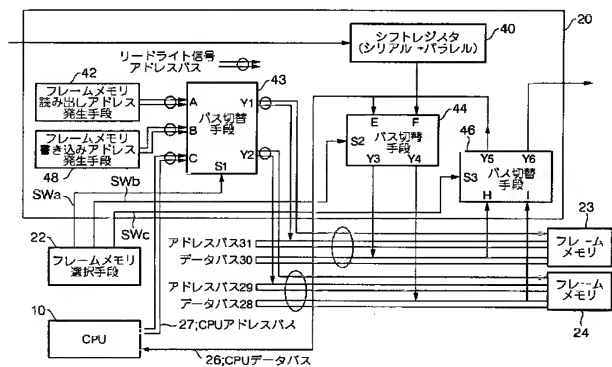 20
40
シフトレジスタ
(シリアル→パラレル)
リードライト信号
アドレスバス
42
フレームメモリ
読み出しアドレス
発生手段
フレームメモリ
書き込みアドレス
発生手段
48
43
A
B
C
Y1
Y2
S1
バス切替
手段
44
E
F
バス切替
手段
S2
Y3
Y4
46
Y5
Y6
バス切替
手段
S3
H
I
SWa
SWb
SWc
22
フレームメモリ
選択手段
アドレスバス31
データバス30
アドレスバス29
データバス28
23
フレーム
メモリ
フレーム
メモリ
24
10
CPU
27;CPUアドレスバス
26;CPUデータバス